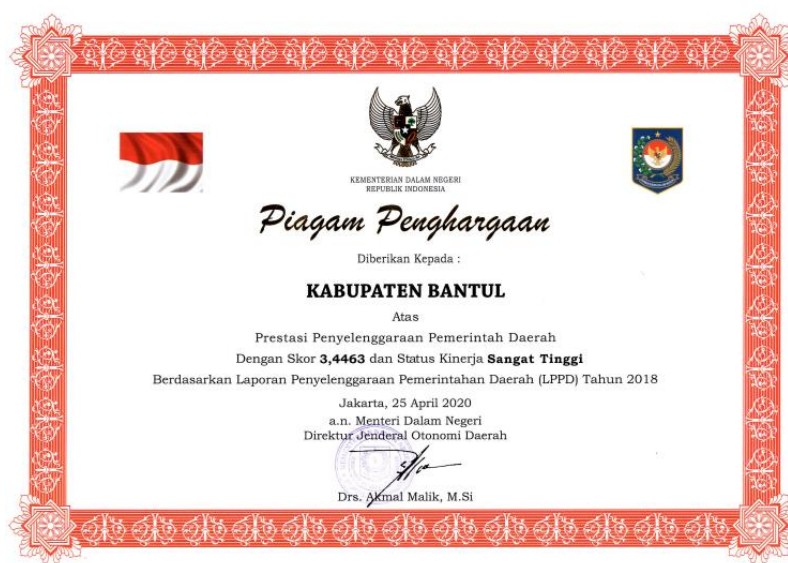 KEMENTERIAN DALAM NEGERI
REPUBLIK INDONESIA
Piagam Penghargaan
Diberikan Kepada :
KABUPATEN BANTUL
Atas
Prestasi Penyelenggaraan Pemerintah Daerah
Dengan Skor 3,4463 dan Status Kinerja Sangat Tinggi
Berdasarkan Laporan Penyelenggaraan Pemerintahan Daerah (LPPD) Tahun 2018
Jakarta, 25 April 2020
a.n. Menteri Dalam Negeri
Direktur Jenderal Otonomi Daerah
Drs. Akmal Malik, M.Si